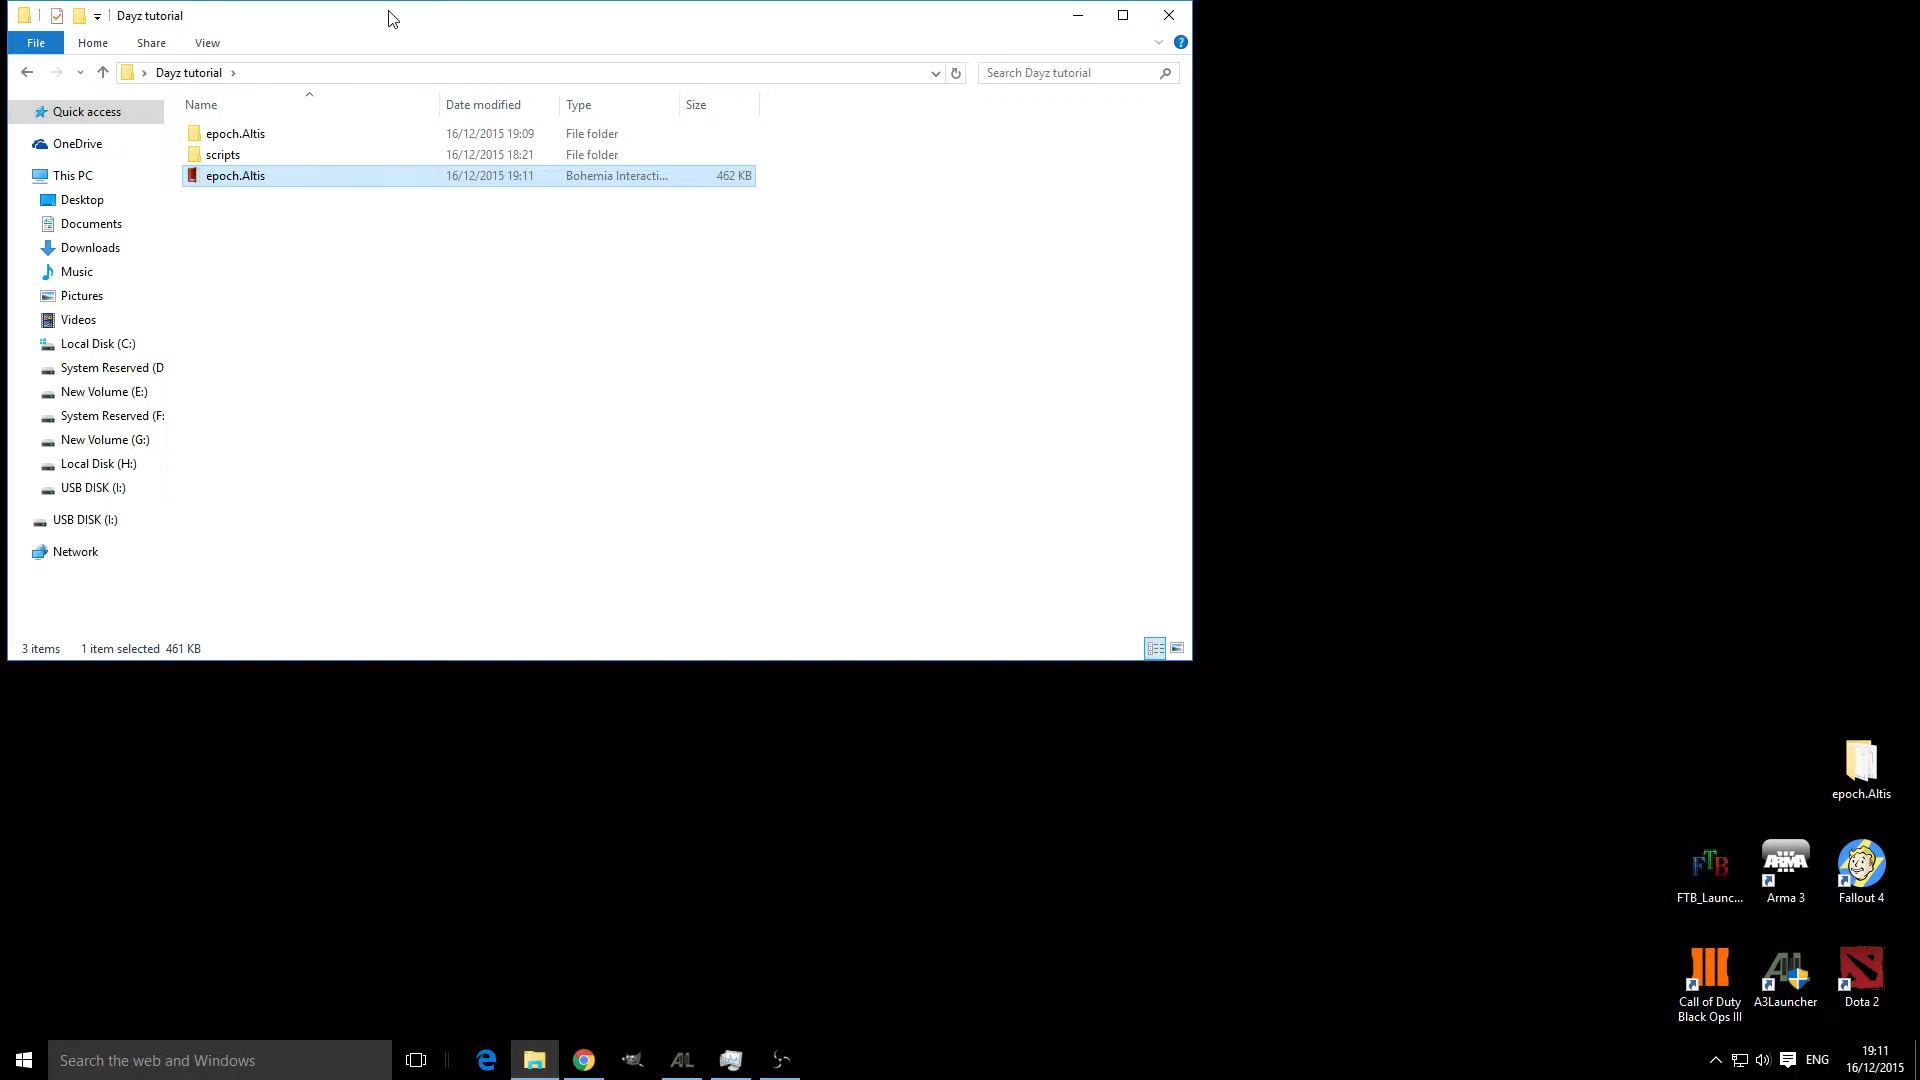 Dayz tutorial
File Home Share View
Dayz tutorial
Search Dayz tutorial
Name Date modified Type Size
Quick access
OneDrive
This PC
Desktop
Documents
Downloads
Music
Pictures
Videos
Local Disk (C:)
System Reserved (D
New Volume (E:)
System Reserved (F:
New Volume (G:)
Local Disk (H:)
USB DISK (I:)
USB DISK (I:)
Network
epoch.Altis 16/12/2015 19:09 File folder
scripts 16/12/2015 18:21 File folder
epoch.Altis 16/12/2015 19:11 Bohemia Interacti... 462 KB
3 items 1 item selected 461 KB
epoch.Altis
FTB
FTB_Launc...
ARMA
Arma 3
Fallout 4
Call of Duty
Black Ops III
A3Launcher
Dota 2
Search the web and Windows
ENG
19:11
16/12/2015